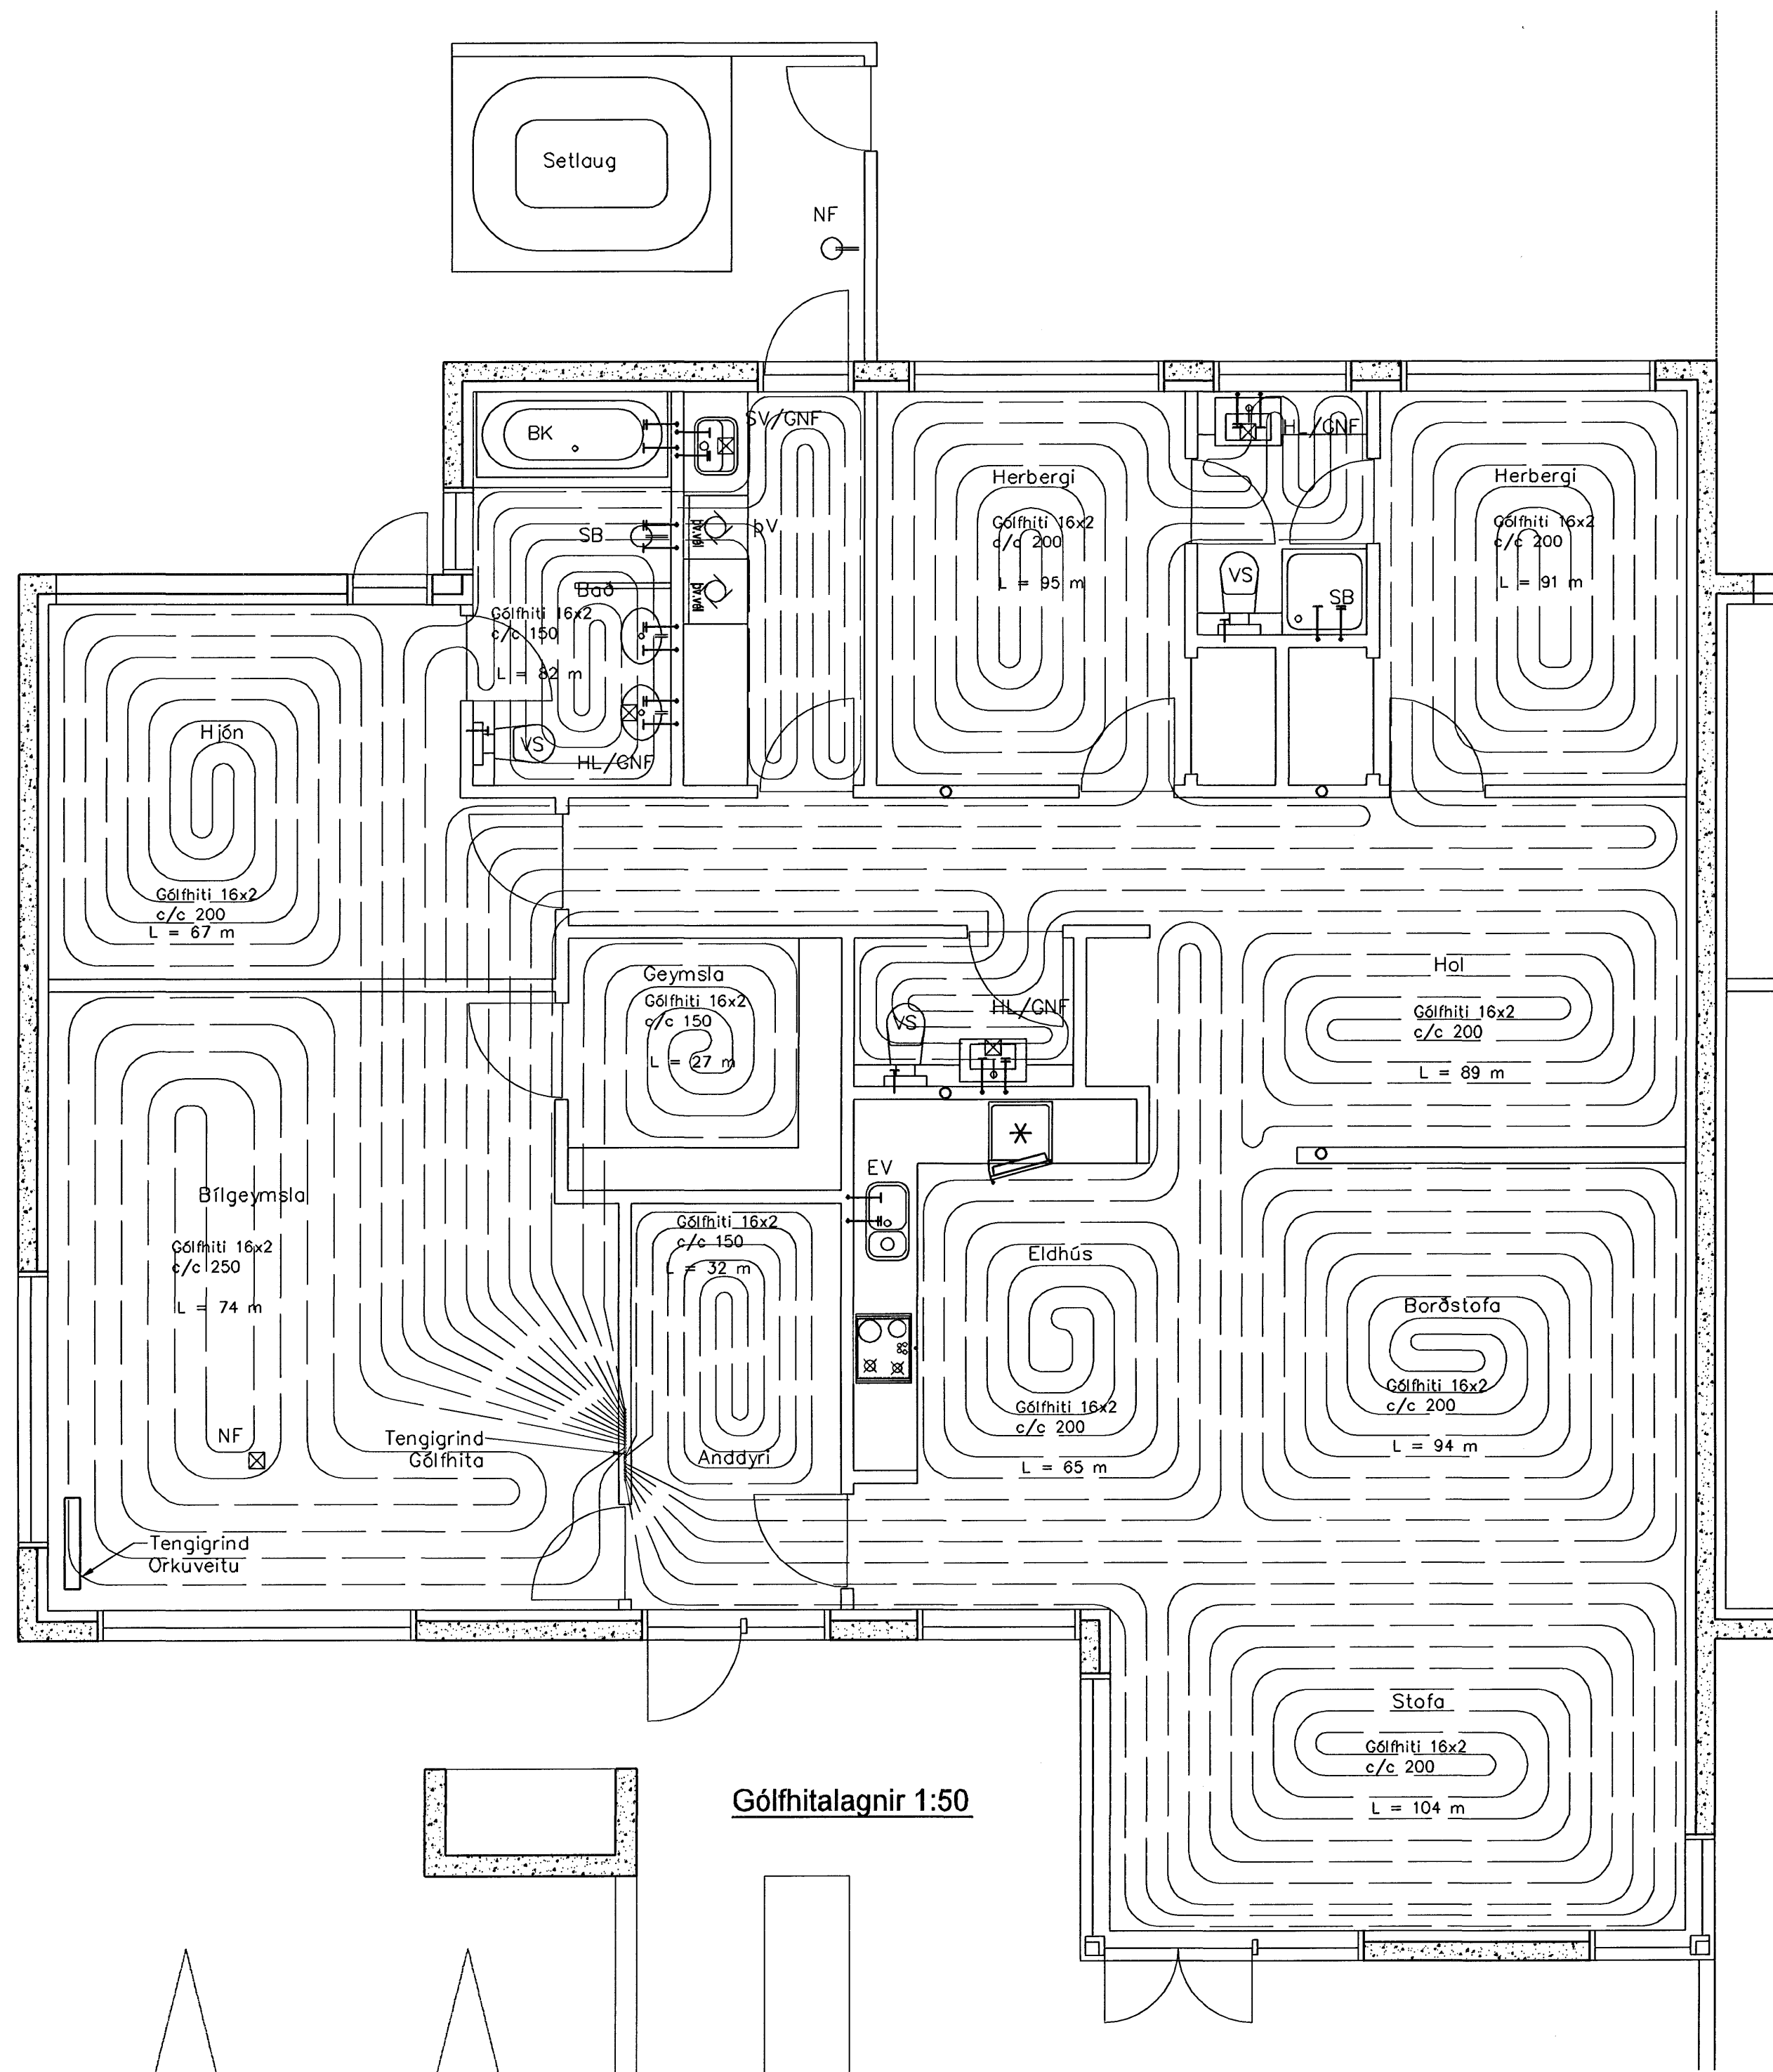 Setlaug
NF
BK
SV/GNF
HL/GNF
Herbergi
Gólfhiti 16x2
c/c 200
L = 95 m
Herbergi
Gólfhiti 16x2
c/c 200
L = 91 m
SB
þV
Þv.vél
Þv.vél
Bað
Gólfhiti 16x2
c/c 150
L = 82 m
VS
HL/GNF
VS
SB
Hjón
Gólfhiti 16x2
c/c 200
L = 67 m
Geymsla
Gólfhiti 16x2
c/c 150
L = 27 m
VS
HL/GNF
Hol
Gólfhiti 16x2
c/c 200
L = 89 m
EV
Bílgeymsla
Gólfhiti 16x2
c/c 250
L = 74 m
NF
Gólfhiti 16x2
c/c 150
L = 32 m
Anddyri
Eldhús
Gólfhiti 16x2
c/c 200
L = 65 m
Borðstofa
Gólfhiti 16x2
c/c 200
L = 94 m
Tengigrind
Gólfhita
Tengigrind
Orkuveitu
Stofa
Gólfhiti 16x2
c/c 200
L = 104 m
Gólfhitalagnir 1:50